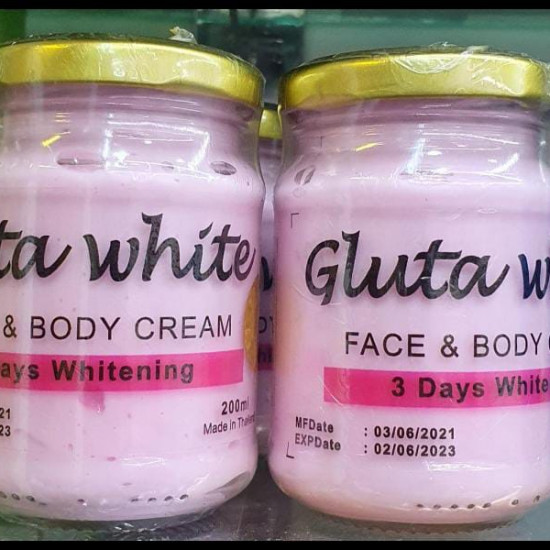 ta white
& BODY CREAM
ays Whitening
200ml
Made in Thailand
21
23
Gluta w
FACE & BODY
3 Days White
MFDate : 03/06/2021
EXPDate : 02/06/2023